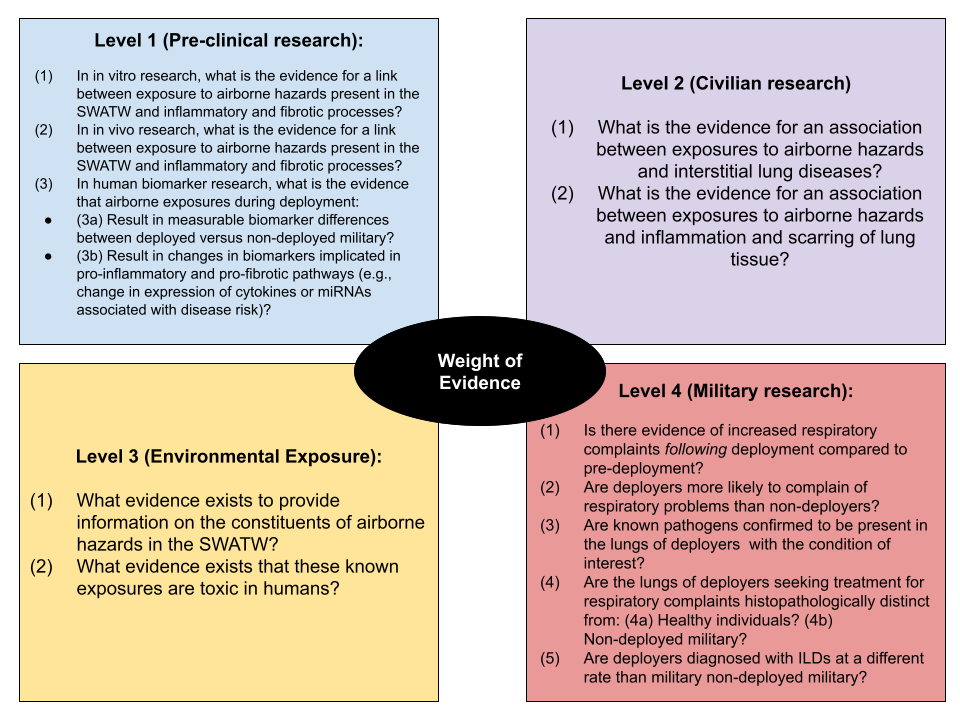 Level 1 (Pre-clinical research):
(1) In in vitro research, what is the evidence for a link
between exposure to airborne hazards present in the
SWATW and inflammatory and fibrotic processes?
(2) In in vivo research, what is the evidence for a link
between exposure to airborne hazards present in the
SWATW and inflammatory and fibrotic processes?
(3) In human biomarker research, what is the evidence
that airborne exposures during deployment:
● (3a) Result in measurable biomarker differences
between deployed versus non-deployed military?
● (3b) Result in changes in biomarkers implicated in
pro-inflammatory and pro-fibrotic pathways (e.g.,
change in expression of cytokines or miRNAs
associated with disease risk)?
Level 2 (Civilian research)
(1) What is the evidence for an association
between exposures to airborne hazards
and interstitial lung diseases?
(2) What is the evidence for an association
between exposures to airborne hazards
and inflammation and scarring of lung
tissue?
Weight of
Evidence
Level 3 (Environmental Exposure):
(1) What evidence exists to provide
information on the constituents of airborne
hazards in the SWATW?
(2) What evidence exists that these known
exposures are toxic in humans?
Level 4 (Military research):
(1) Is there evidence of increased respiratory
complaints following deployment compared to
pre-deployment?
(2) Are deployers more likely to complain of
respiratory problems than non-deployers?
(3) Are known pathogens confirmed to be present in
the lungs of deployers with the condition of
interest?
(4) Are the lungs of deployers seeking treatment for
respiratory complaints histopathologically distinct
from: (4a) Healthy individuals? (4b)
Non-deployed military?
(5) Are deployers diagnosed with ILDs at a different
rate than military non-deployed military?